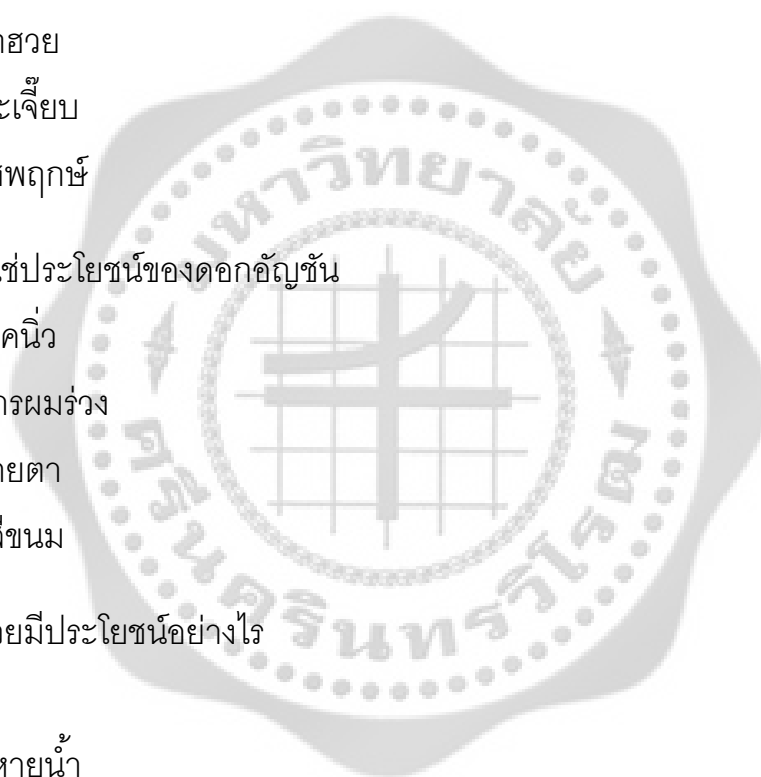 าฮวย
ะเจี๊ยบ
พฤกษ์
มหาวิทยาลัย
ช่ประโยชน์ของดอกอัญชัน
คนิ่ว
ารผมร่วง
ายตา
สีขนม
ศรีนครินทรวิโรฒ
วยมีประโยชน์อย่างไร
หายน้ำ